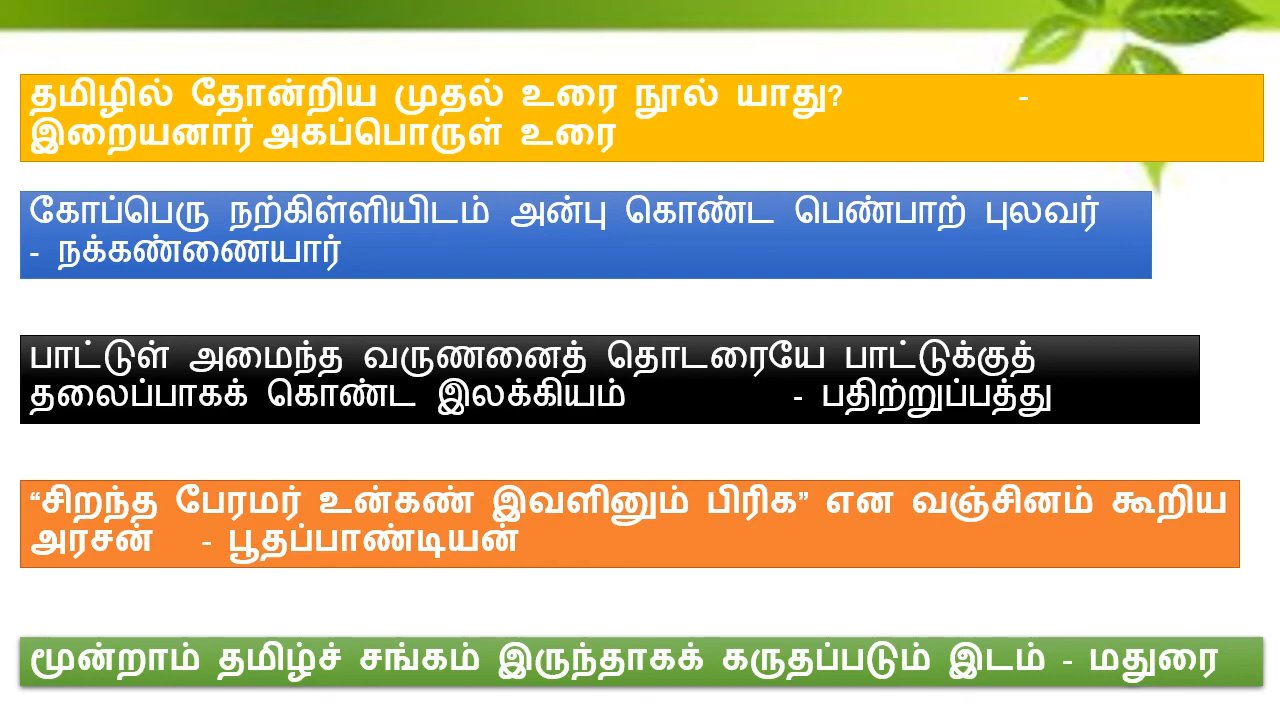 தமிழில் தோன்றிய முதல் உரை நூல் யாது? -
இறையனார் அகப்பொருள் உரை
கோப்பெரு நற்கிள்ளியிடம் அன்பு கொண்ட பெண்பாற் புலவர்
- நக்கண்ணையார்
பாட்டுள் அமைந்த வருணனைத் தொடரையே பாட்டுக்குத்
தலைப்பாகக் கொண்ட இலக்கியம் - பதிற்றுப்பத்து
“சிறந்த பேரமர் உன்கண் இவளினும் பிரிக” என வஞ்சினம் கூறிய
அரசன் - பூதப்பாண்டியன்
மூன்றாம் தமிழ்ச் சங்கம் இருந்தாகக் கருதப்படும் இடம் - மதுரை